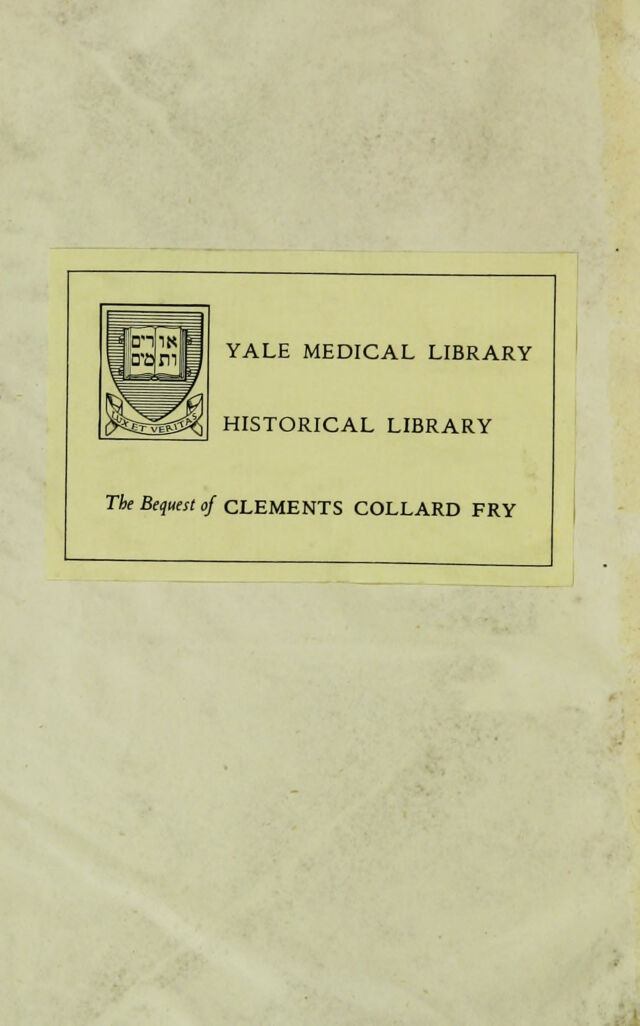 אורים
ותמים
LUX ET VERITAS
YALE MEDICAL LIBRARY
HISTORICAL LIBRARY
The Bequest of CLEMENTS COLLARD FRY